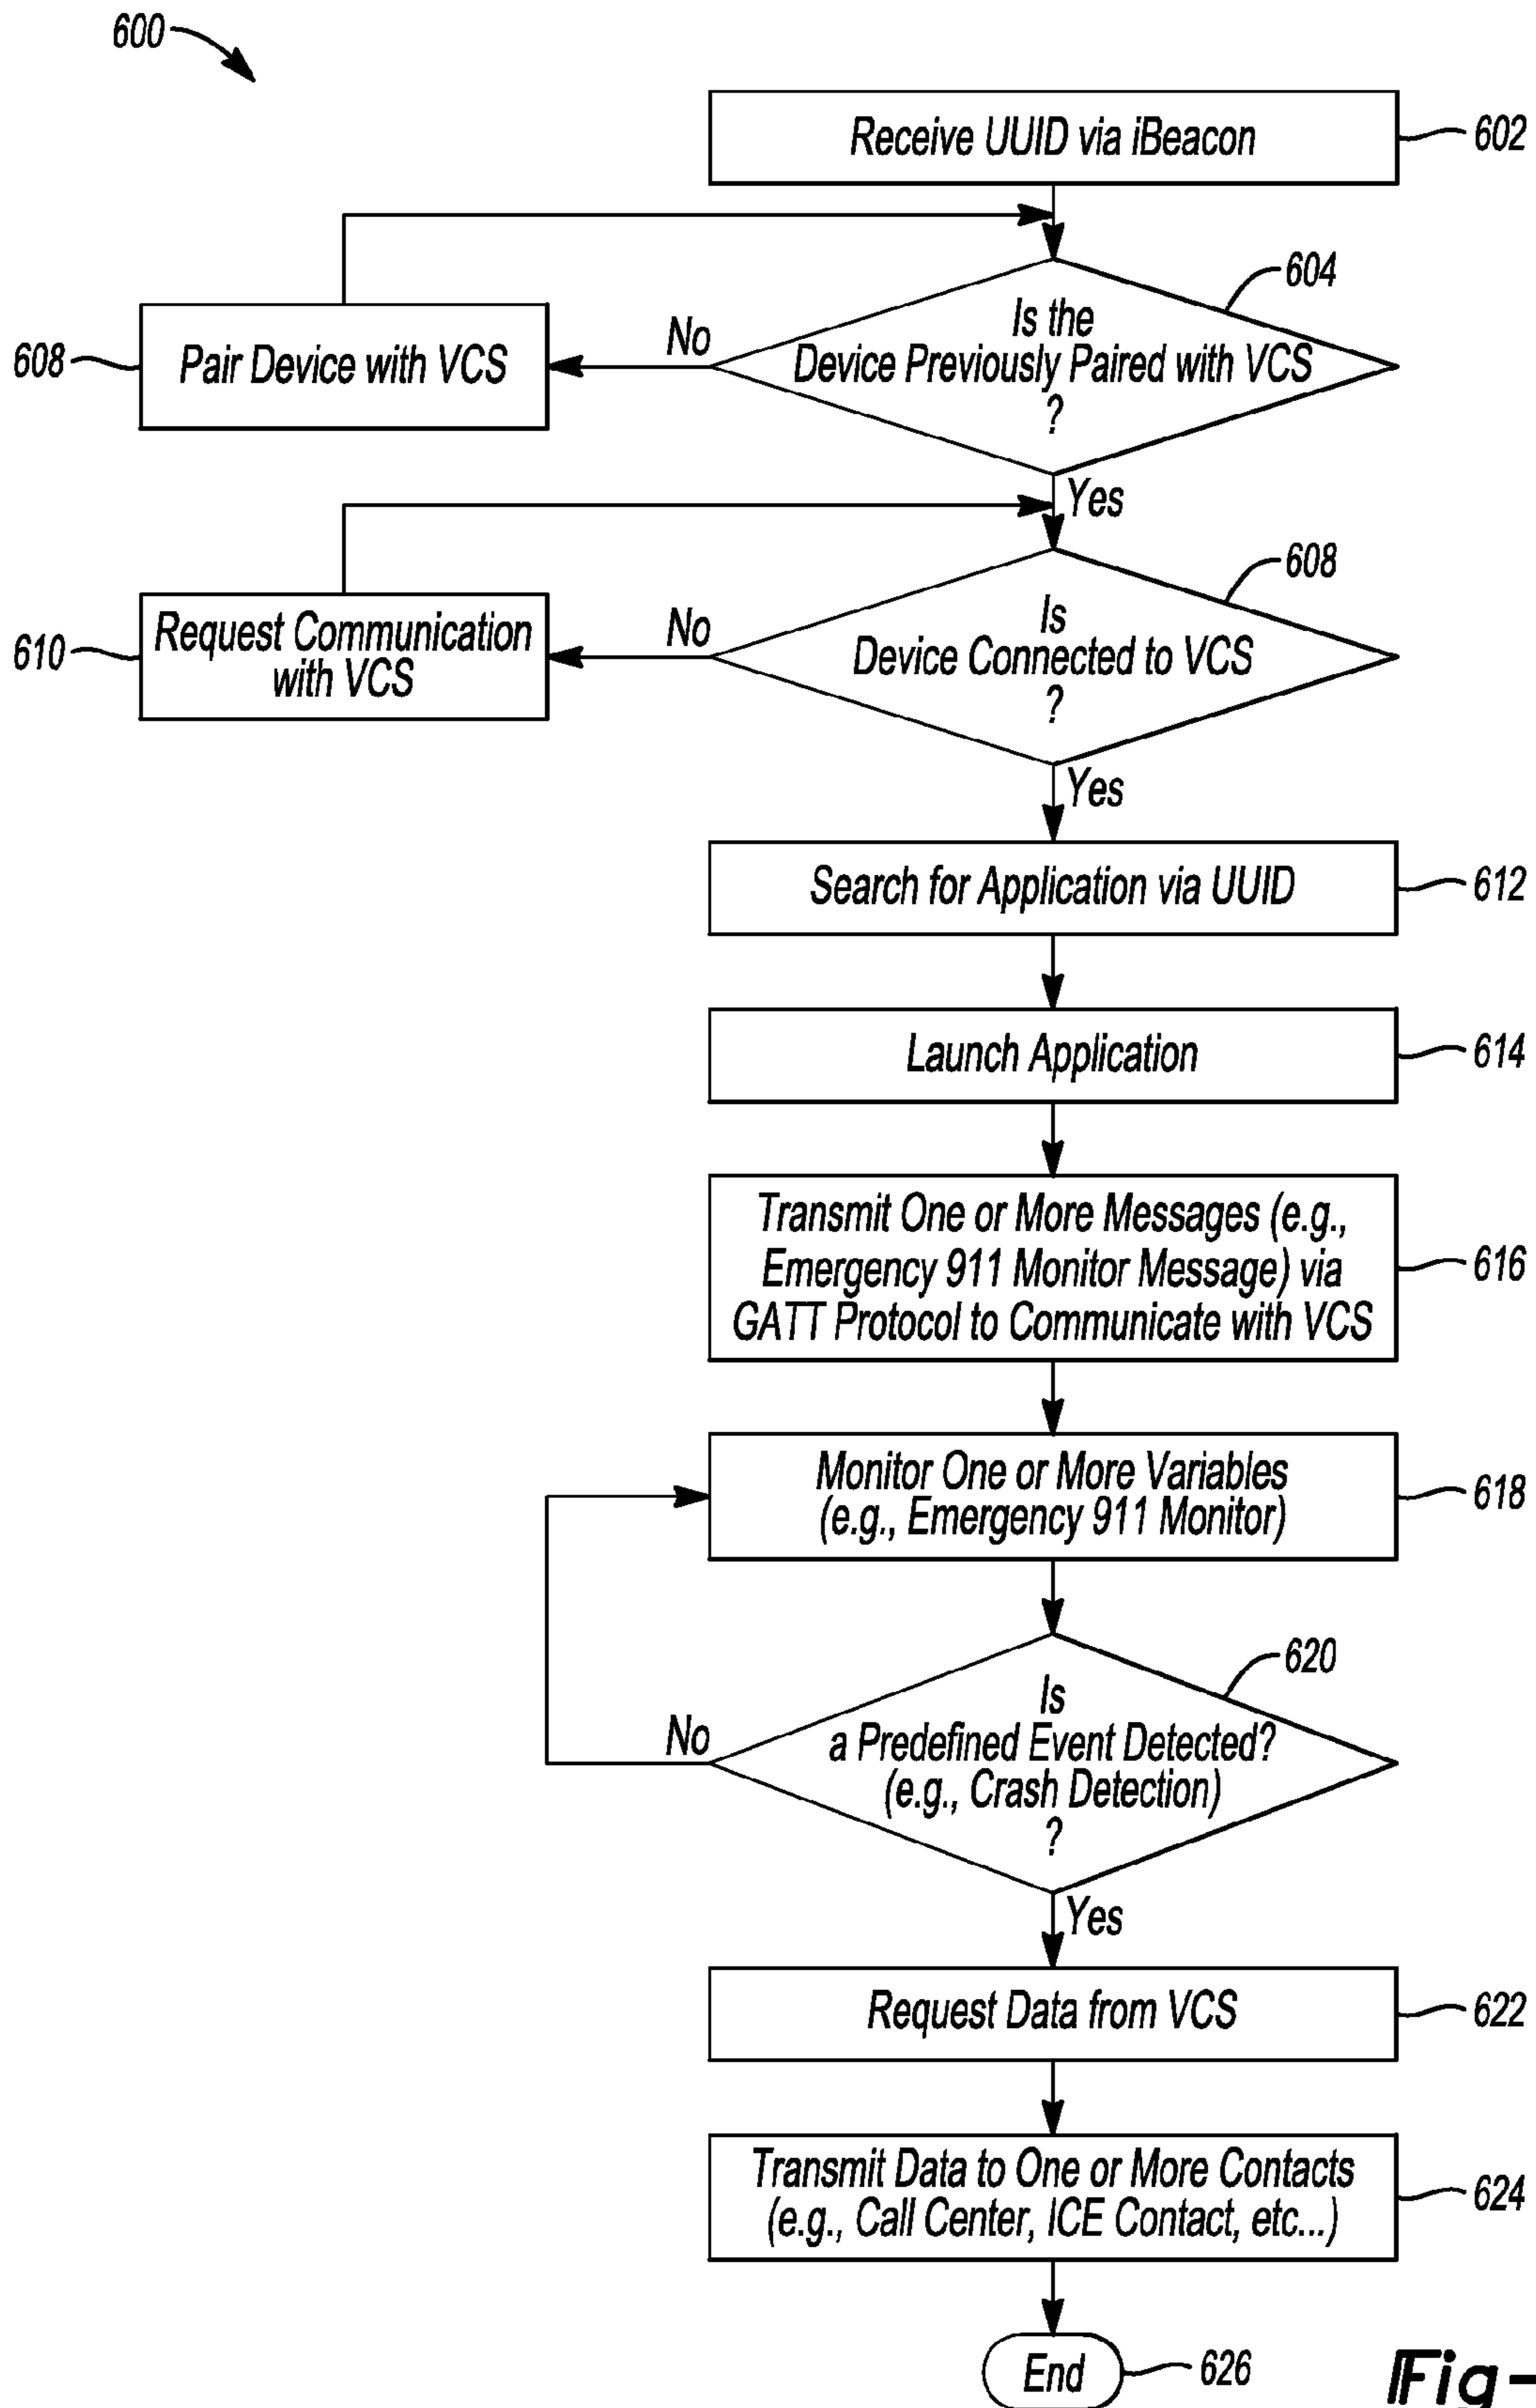 600
Receive UUID via iBeacon
602
604
Is the
Device Previously Paired with VCS
?
No
Pair Device with VCS
608
Yes
608
Is
Device Connected to VCS
?
No
Request Communication
with VCS
610
Yes
Search for Application via UUID
612
Launch Application
614
Transmit One or More Messages (e.g.,
Emergency 911 Monitor Message) via
GATT Protocol to Communicate with VCS
616
Monitor One or More Variables
(e.g., Emergency 911 Monitor)
618
620
Is
a Predefined Event Detected?
(e.g., Crash Detection)
?
No
Yes
Request Data from VCS
622
Transmit Data to One or More Contacts
(e.g., Call Center, ICE Contact, etc...)
624
End
626
Fig-